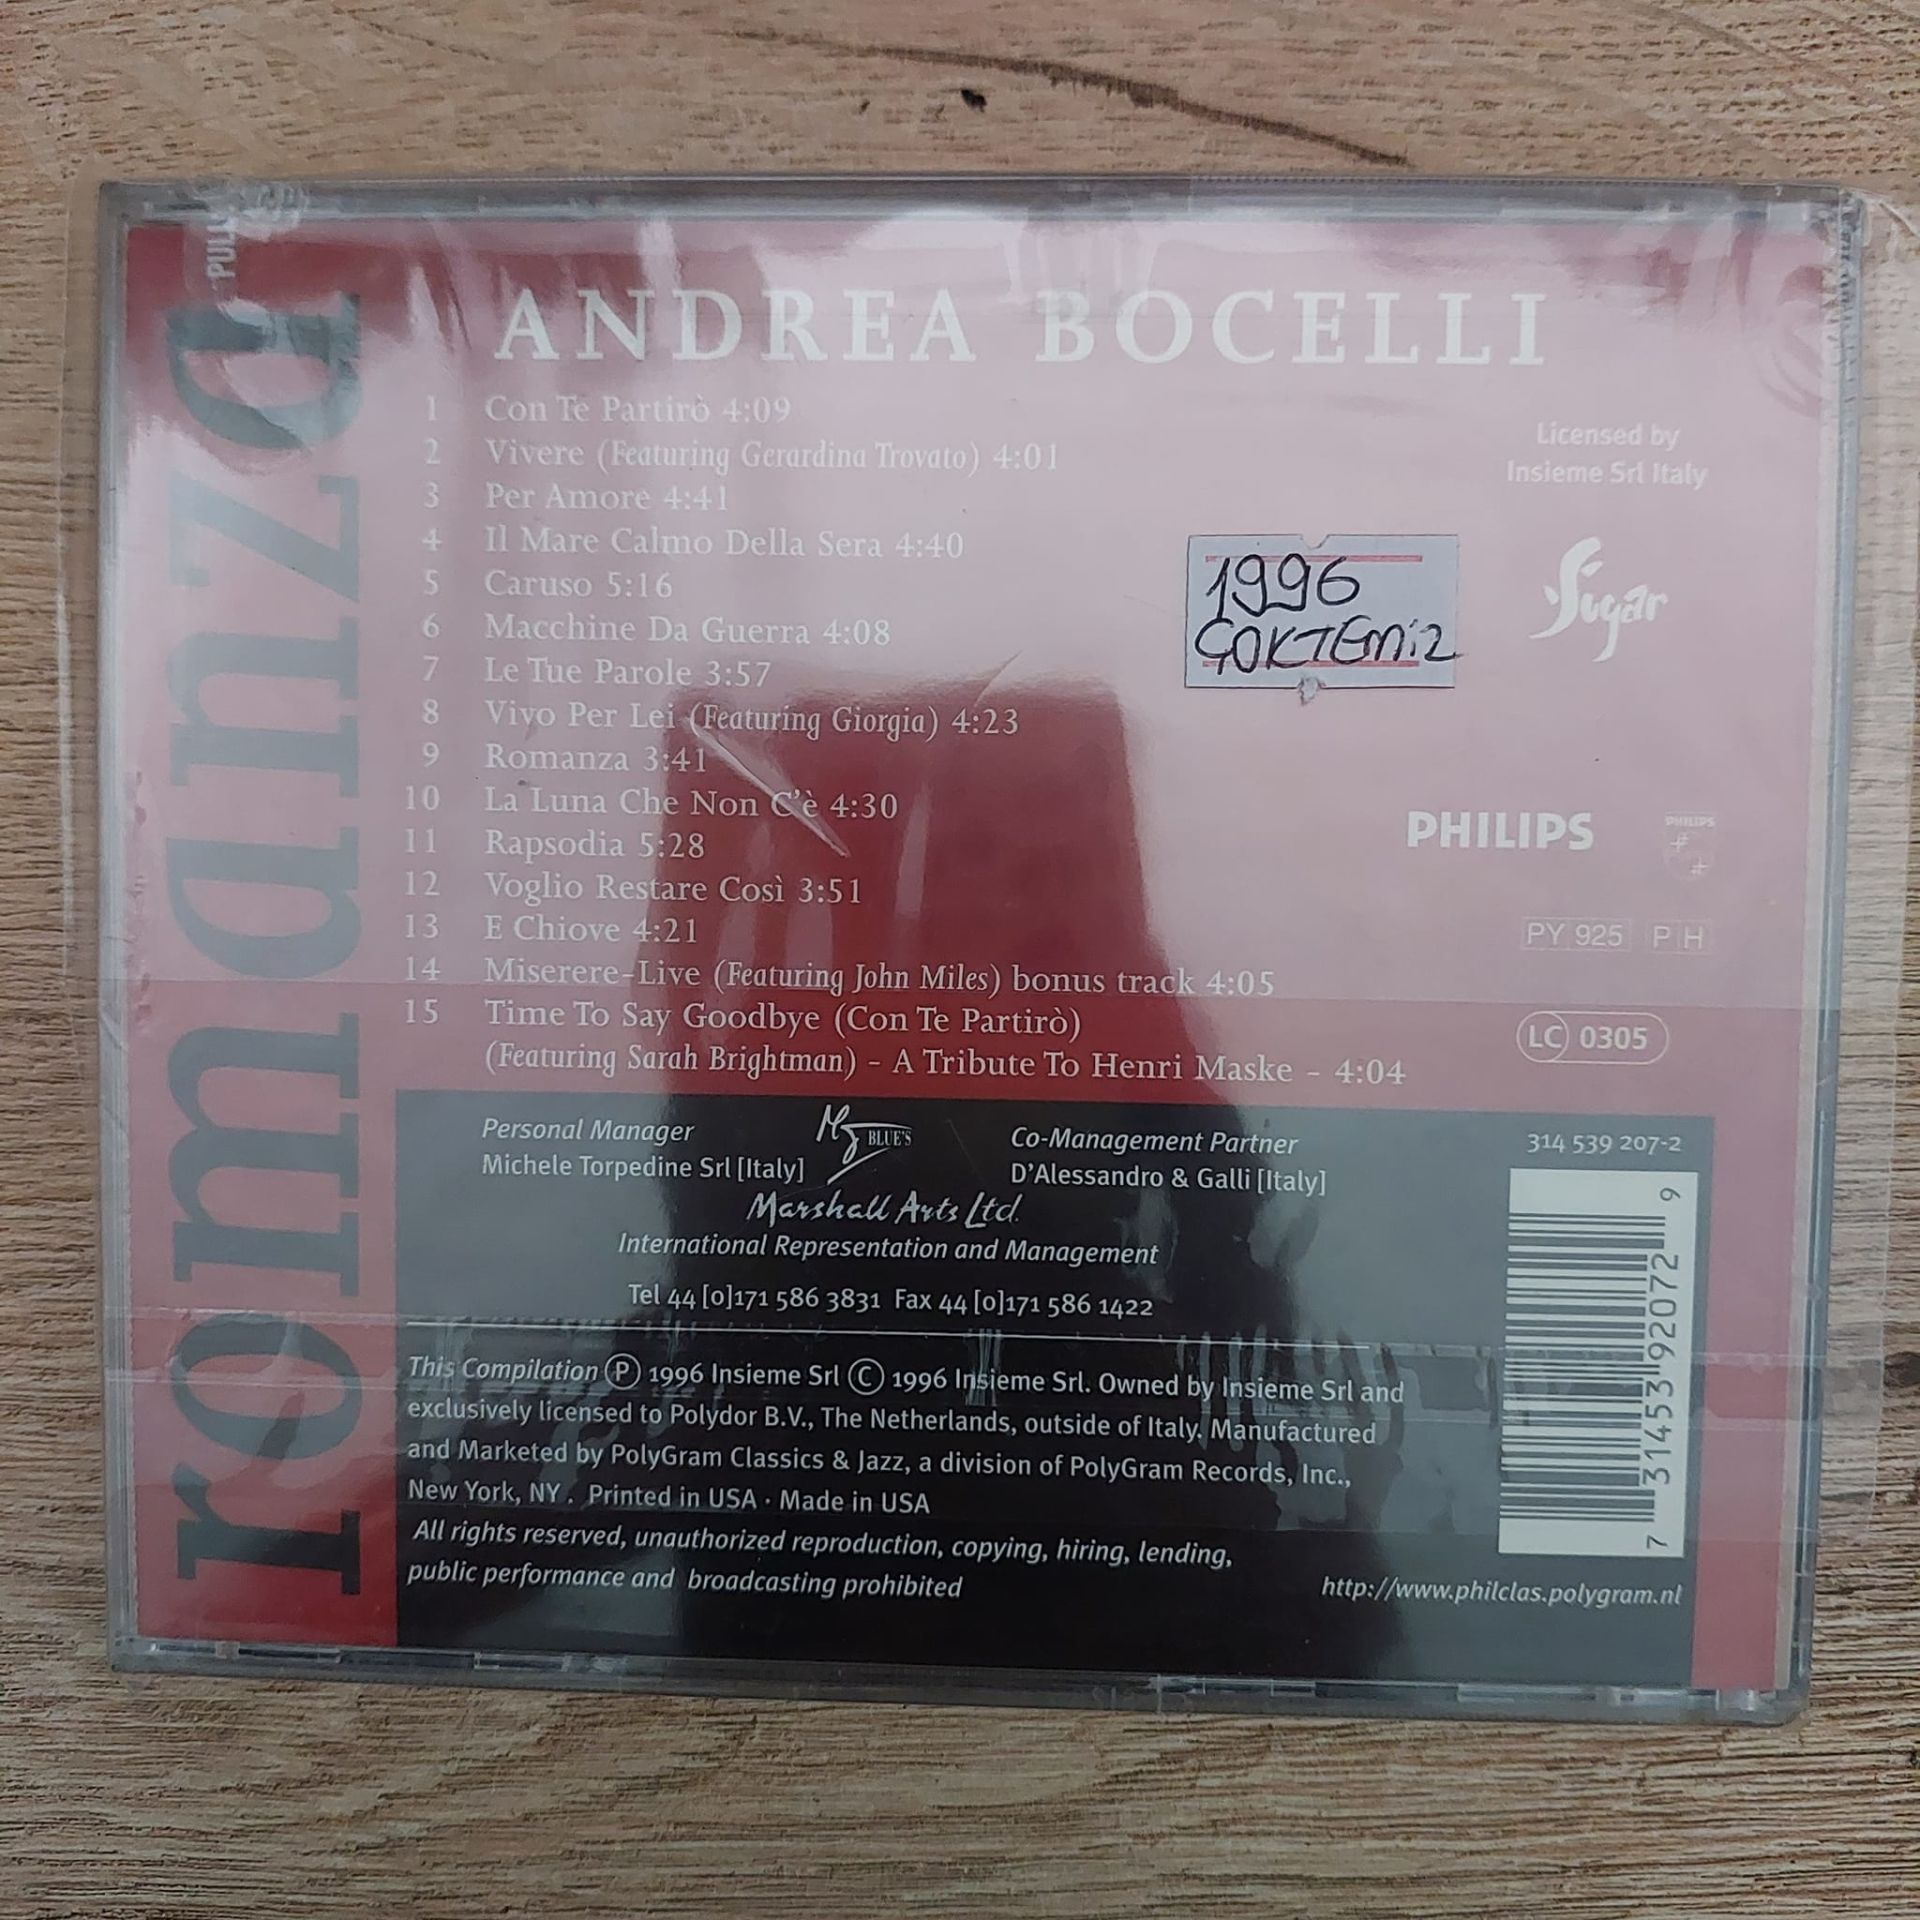 PULL
romanza
ANDREA BOCELLI
1 Con Te Partirò 4:09
2 Vivere (Featuring Gerardina Trovato) 4:01
3 Per Amore 4:41
4 Il Mare Calmo Della Sera 4:40
5 Caruso 5:16
6 Macchine Da Guerra 4:08
7 Le Tue Parole 3:57
8 Vivo Per Lei (Featuring Giorgia) 4:23
9 Romanza 3:41
10 La Luna Che Non C'è 4:30
11 Rapsodia 5:28
12 Voglio Restare Così 3:51
13 E Chiove 4:21
14 Miserere-Live (Featuring John Miles) bonus track 4:05
15 Time To Say Goodbye (Con Te Partirò)
(Featuring Sarah Brightman) - A Tribute To Henri Maske - 4:04
Licensed by
Insieme Srl Italy
1996
ÇOKTEMİZ
Sugar
PHILIPS
PHILIPS
PY 925 P H
LC 0305
Personal Manager
Michele Torpedine Srl [Italy]
MT BLUE'S
Co-Management Partner
D'Alessandro & Galli [Italy]
Marshall Arts Ltd.
International Representation and Management
Tel 44 [0]171 586 3831 Fax 44 [0]171 586 1422
314 539 207-2
7 31453 92072 9
This Compilation Ⓟ 1996 Insieme Srl Ⓒ 1996 Insieme Srl. Owned by Insieme Srl and
exclusively licensed to Polydor B.V., The Netherlands, outside of Italy. Manufactured
and Marketed by PolyGram Classics & Jazz, a division of PolyGram Records, Inc.,
New York, NY. Printed in USA · Made in USA
All rights reserved, unauthorized reproduction, copying, hiring, lending,
public performance and broadcasting prohibited
http://www.philclas.polygram.nl